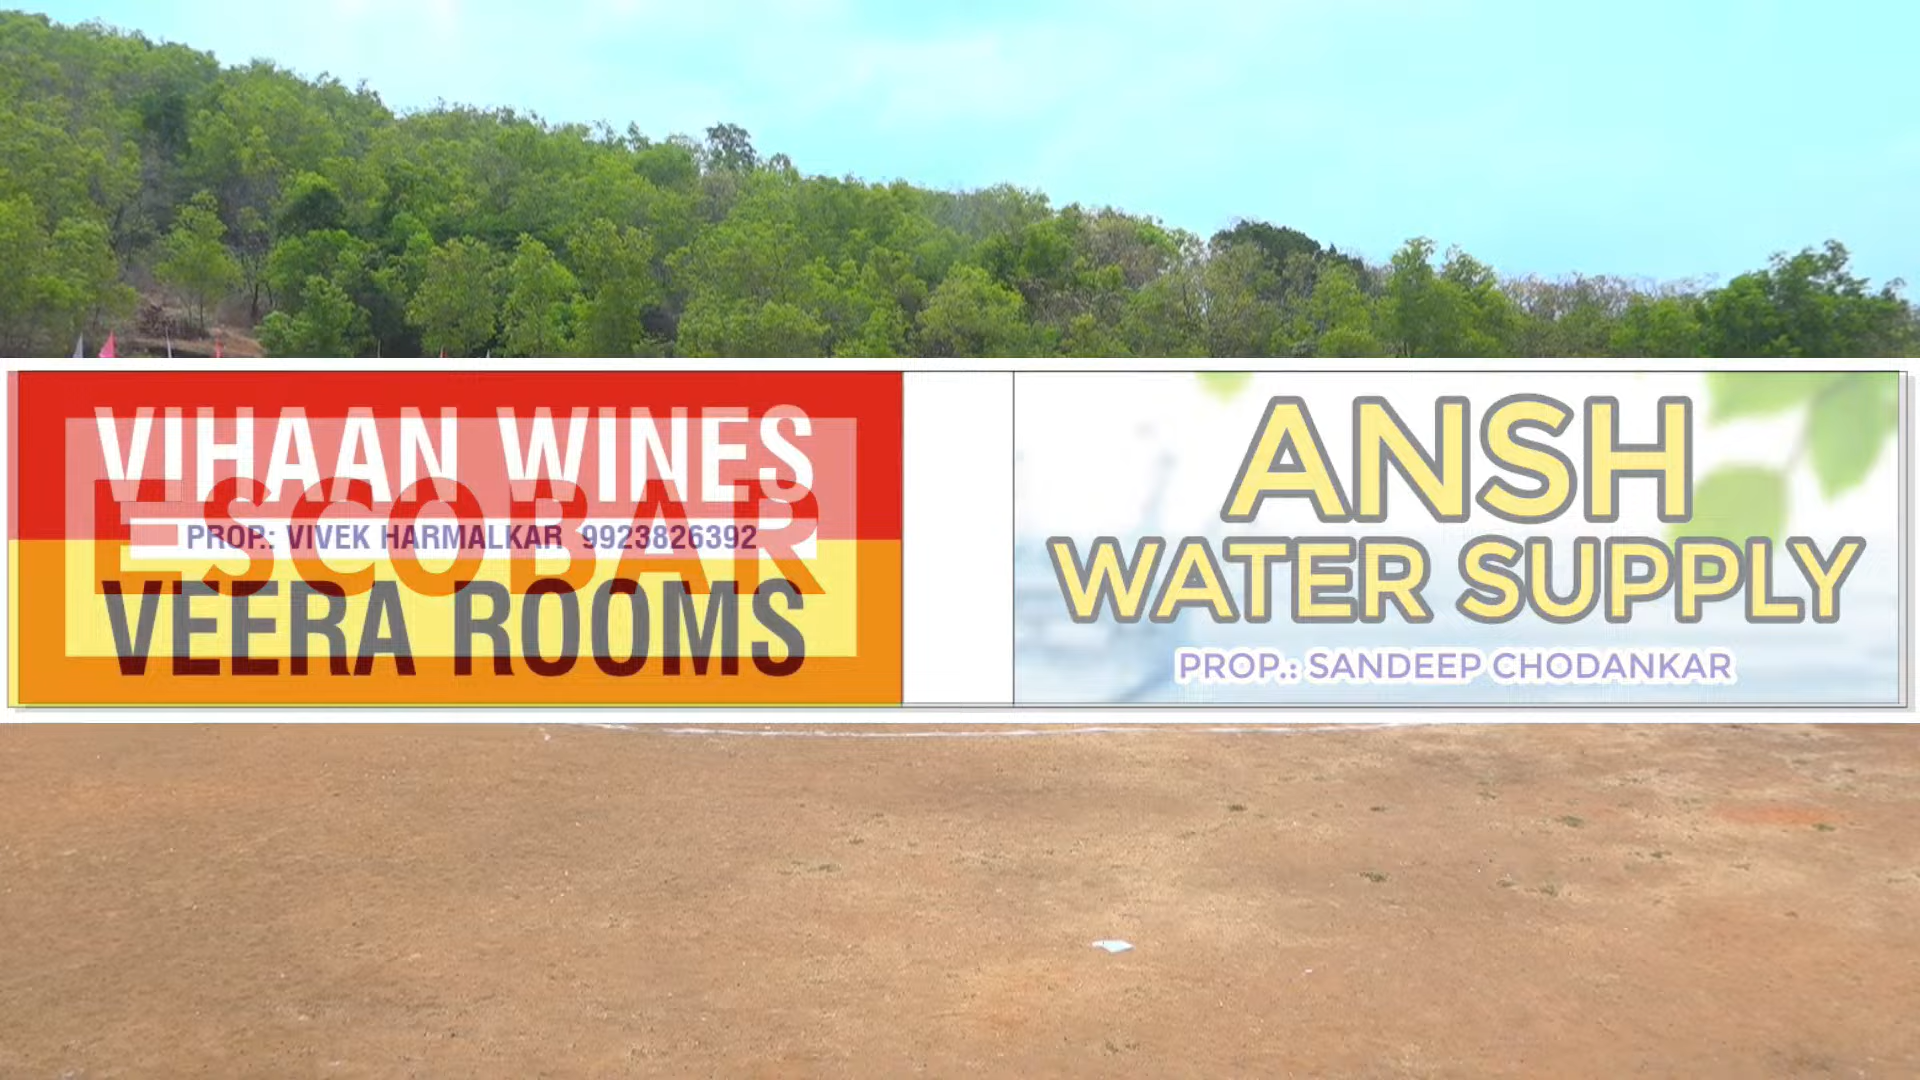 VIHAAN WINES
ESCOBAR
PROP.: VIVEK HARMALKAR 9923826392
VEERA ROOMS
ANSH
WATER SUPPLY
PROP.: SANDEEP CHODANKAR